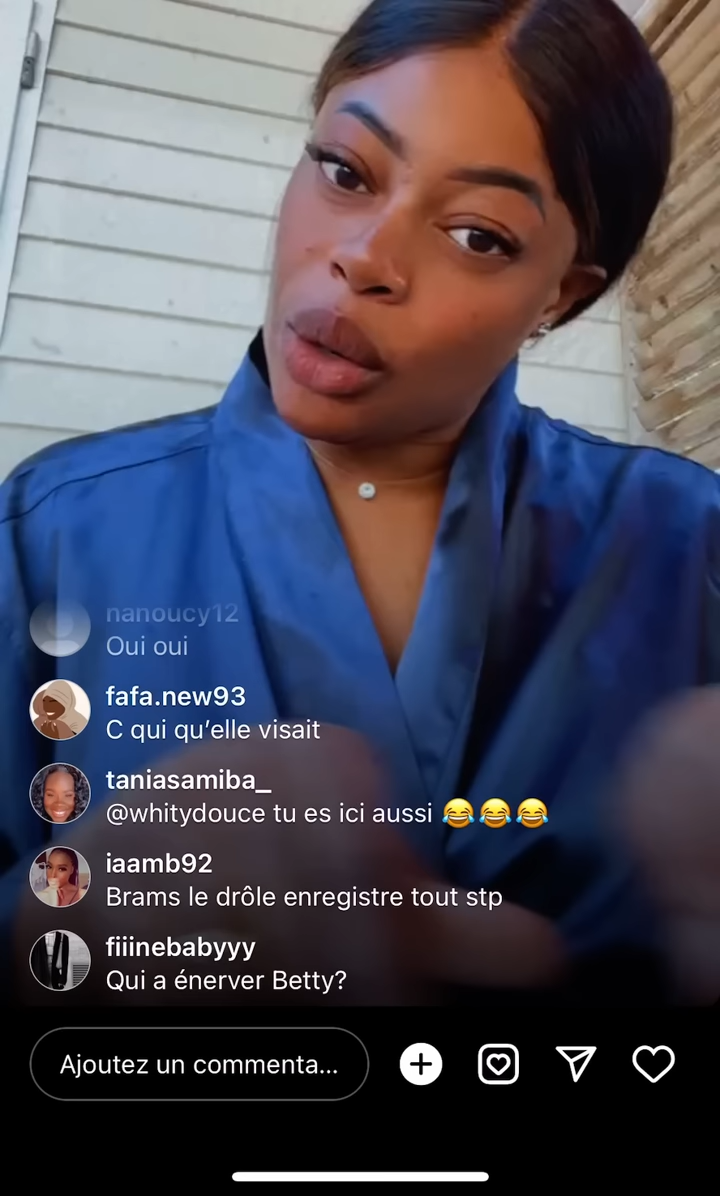 nanoucy12
Oui oui
fafa.new93
C qui qu’elle visait
taniasamiba_
@whitydouce tu es ici aussi 😂😂😂
iaamb92
Brams le drôle enregistre tout stp
fiiinebabyyy
Qui a énerver Betty?
Ajoutez un commenta...